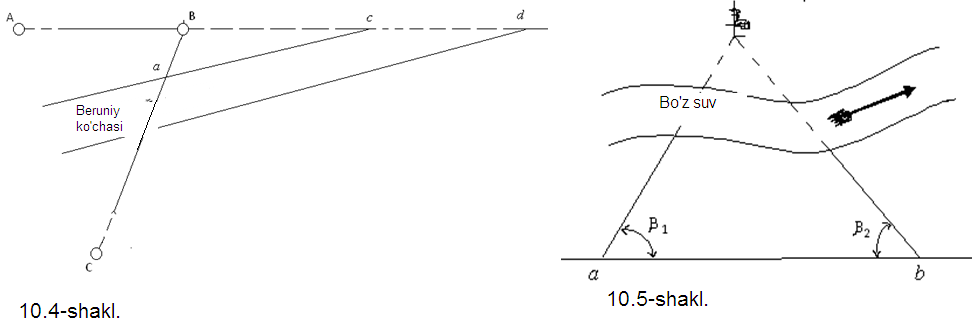 A
B
c
d
a
Beruniy
ko'chasi
C
10.4-shakl.
Bo'z suv
β1
β2
a
b
10.5-shakl.